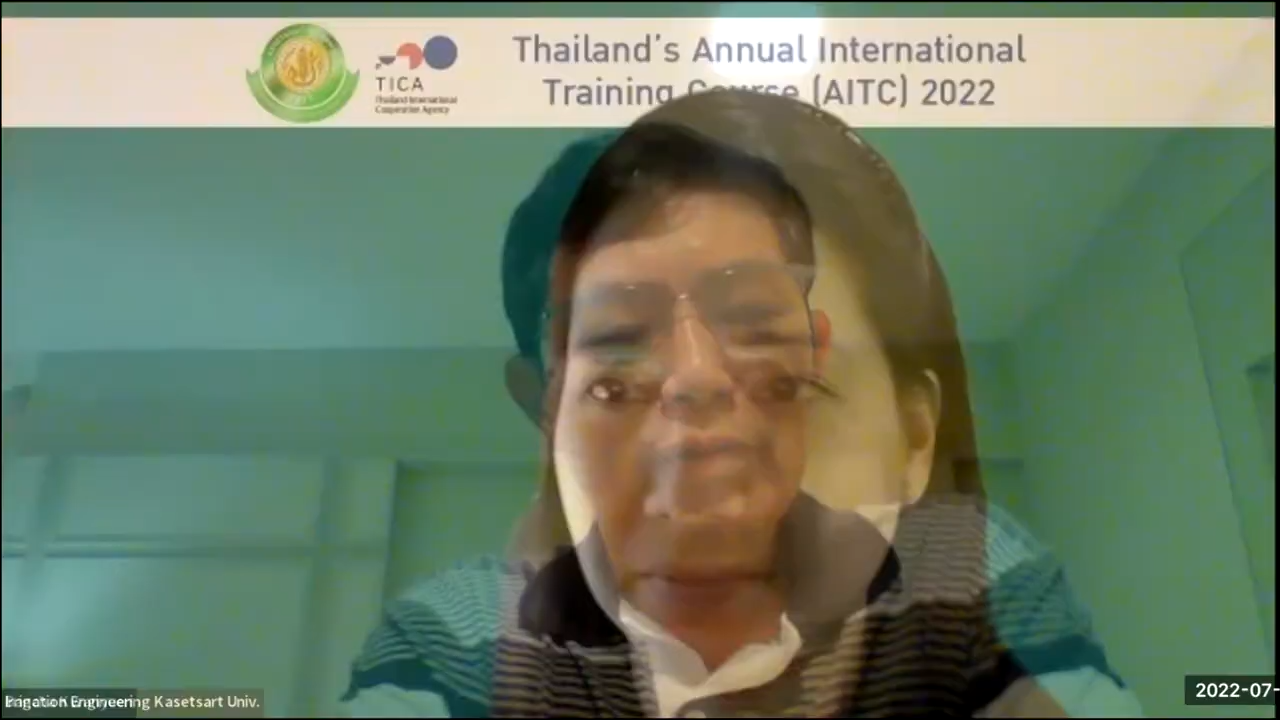 Thailand's Annual International
Training Course (AITC) 2022
TICA
Thailand International
Cooperation Agency
Irrigation Engineering Kasetsart Univ.
2022-07-